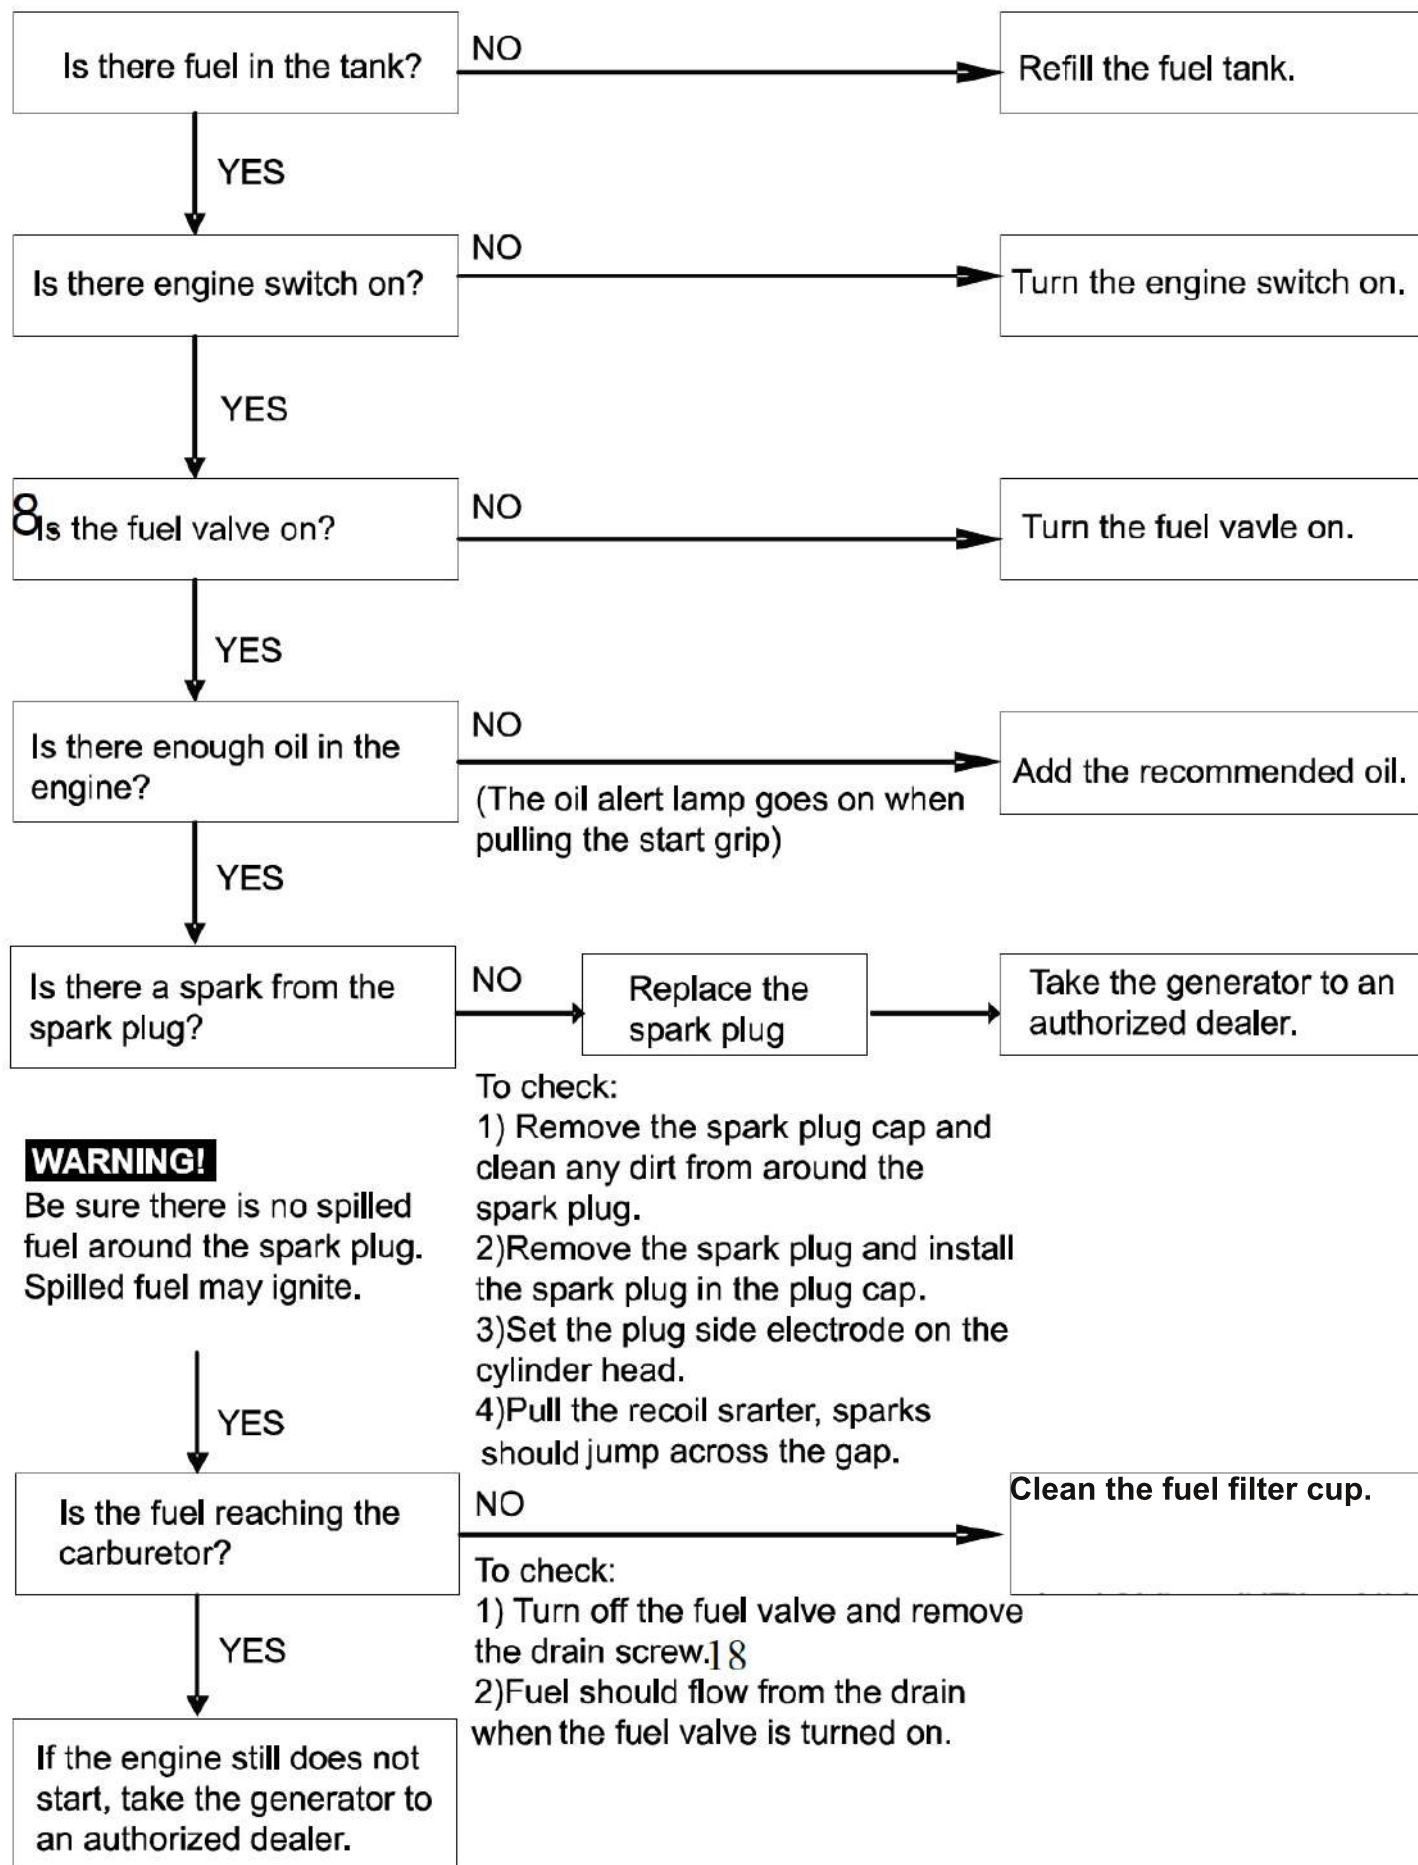 Is there fuel in the tank?
NO
Refill the fuel tank.
YES
Is there engine switch on?
NO
Turn the engine switch on.
YES
8
Is the fuel valve on?
NO
Turn the fuel vavle on.
YES
Is there enough oil in the
engine?
NO
(The oil alert lamp goes on when
pulling the start grip)
Add the recommended oil.
YES
Is there a spark from the
spark plug?
NO
Replace the
spark plug
Take the generator to an
authorized dealer.
WARNING!
Be sure there is no spilled
fuel around the spark plug.
Spilled fuel may ignite.
To check:
1) Remove the spark plug cap and
clean any dirt from around the
spark plug.
2)Remove the spark plug and install
the spark plug in the plug cap.
3)Set the plug side electrode on the
cylinder head.
4)Pull the recoil srarter, sparks
should jump across the gap.
YES
Is the fuel reaching the
carburetor?
NO
Clean the fuel filter cup.
To check:
1) Turn off the fuel valve and remove
the drain screw.18
2)Fuel should flow from the drain
when the fuel valve is turned on.
YES
If the engine still does not
start, take the generator to
an authorized dealer.